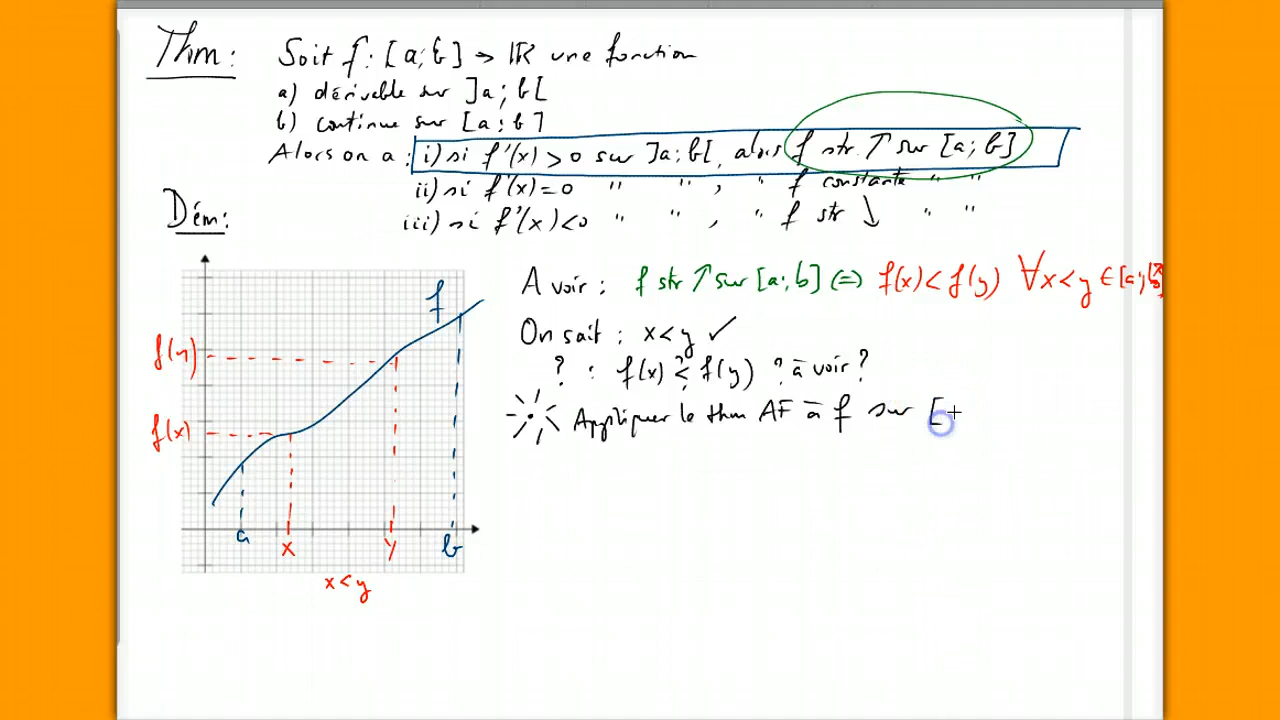 Thm: Soit f: [a; b] → ℝ une fonction
a) dérivable sur ]a; b[
b) continue sur [a; b]
Alors on a: i) si f'(x) > 0 sur ]a; b[, alors f str. ↑ sur [a; b]
ii) si f'(x) = 0 " ", " f constante " "
iii) si f'(x) < 0 " ", " f str ↓ " "
Dém:
f
f(y)
f(x)
a x y b
x < y
A voir: f str ↑ sur [a; b] (=) f(x) < f(y) ∀x < y ∈ [a; b]
On sait: x < y ✓
? : f(x) < f(y) ? à voir?
Appliquer le thm AF à f sur [